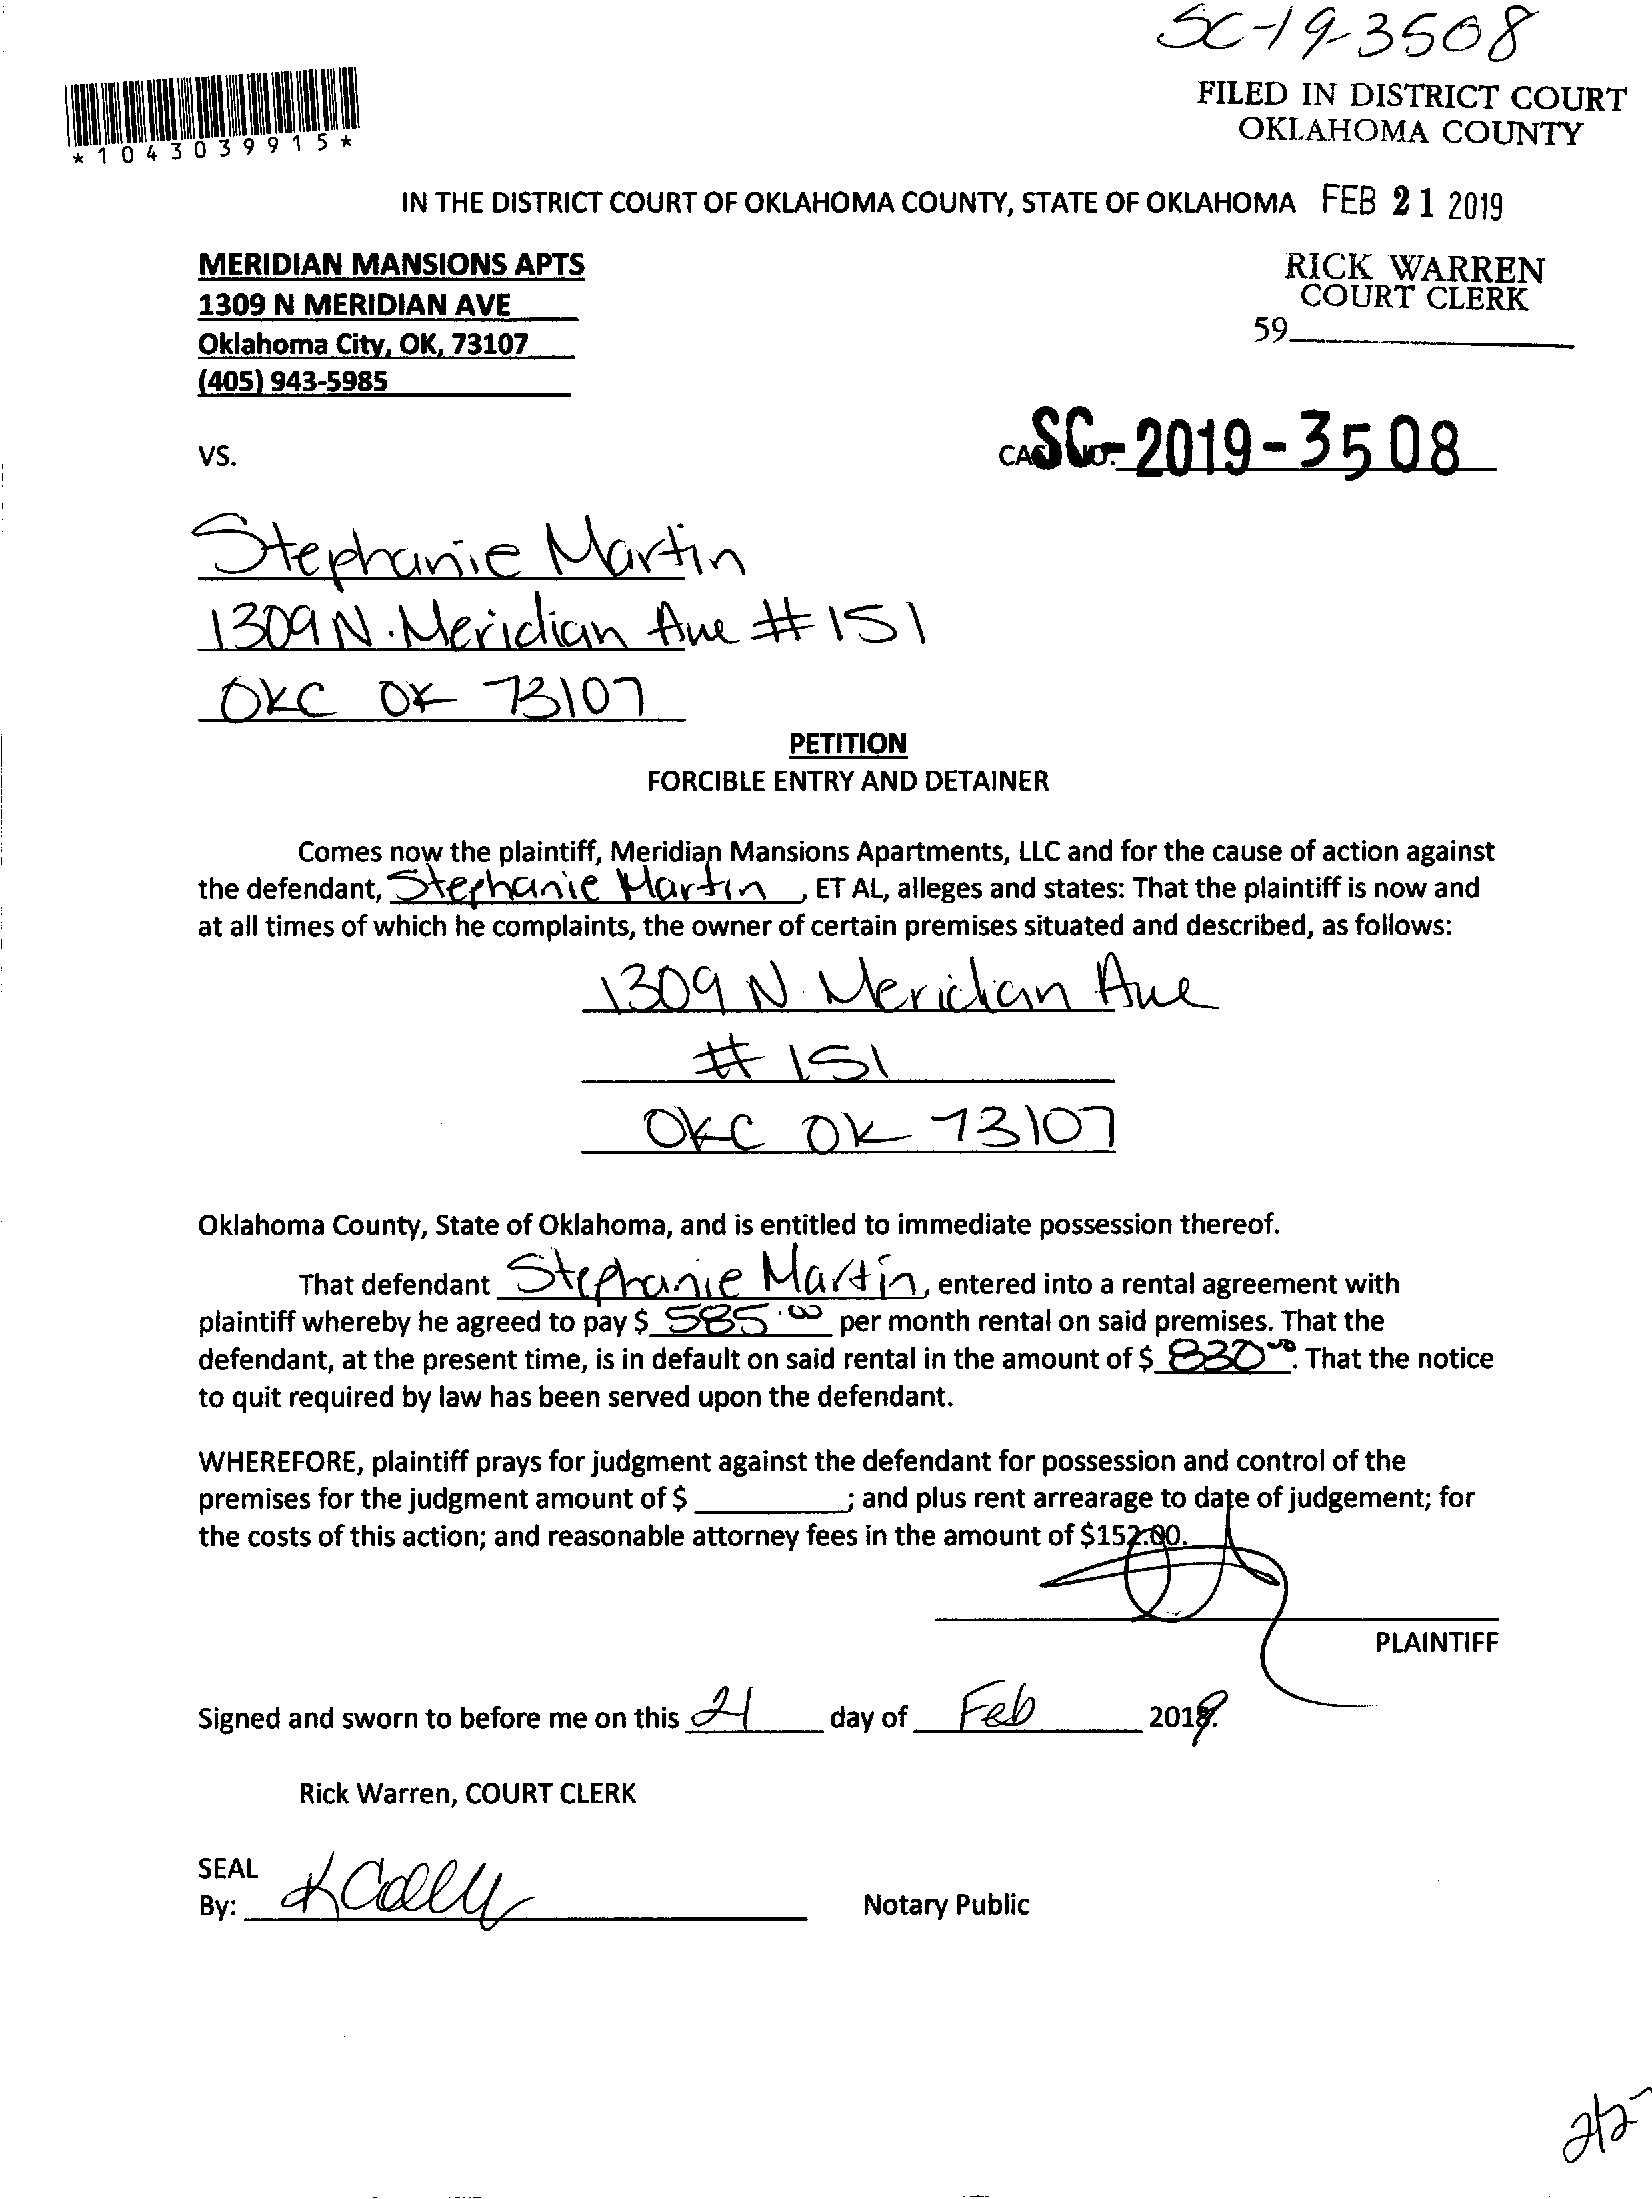 SC-19-3508
FILED IN DISTRICT COURT
OKLAHOMA COUNTY
*1043039915*
IN THE DISTRICT COURT OF OKLAHOMA COUNTY, STATE OF OKLAHOMA FEB 21 2019
MERIDIAN MANSIONS APTS
RICK WARREN
COURT CLERK
1309 N MERIDIAN AVE
59
Oklahoma City, OK, 73107
(405) 943-5985
VS.
SC-2019-3508
Stephanie Martin
1309 N. Meridian Ave #151
OKC OK 73107
PETITION
FORCIBLE ENTRY AND DETAINER
Comes now the plaintiff, Meridian Mansions Apartments, LLC and for the cause of action against
the defendant, Stephanie Martin, ET AL, alleges and states: That the plaintiff is now and
at all times of which he complaints, the owner of certain premises situated and described, as follows:
1309 N. Meridian Ave
# 151
OKC OK 73107
Oklahoma County, State of Oklahoma, and is entitled to immediate possession thereof.
That defendant Stephanie Martin, entered into a rental agreement with
plaintiff whereby he agreed to pay $ 585.00 per month rental on said premises. That the
defendant, at the present time, is in default on said rental in the amount of $ 830.00. That the notice
to quit required by law has been served upon the defendant.
WHEREFORE, plaintiff prays for judgment against the defendant for possession and control of the
premises for the judgment amount of $ ; and plus rent arrearage to date of judgement; for
the costs of this action; and reasonable attorney fees in the amount of $152.00.
PLAINTIFF
Signed and sworn to before me on this 21 day of Feb 2019.
Rick Warren, COURT CLERK
SEAL
By: Notary Public